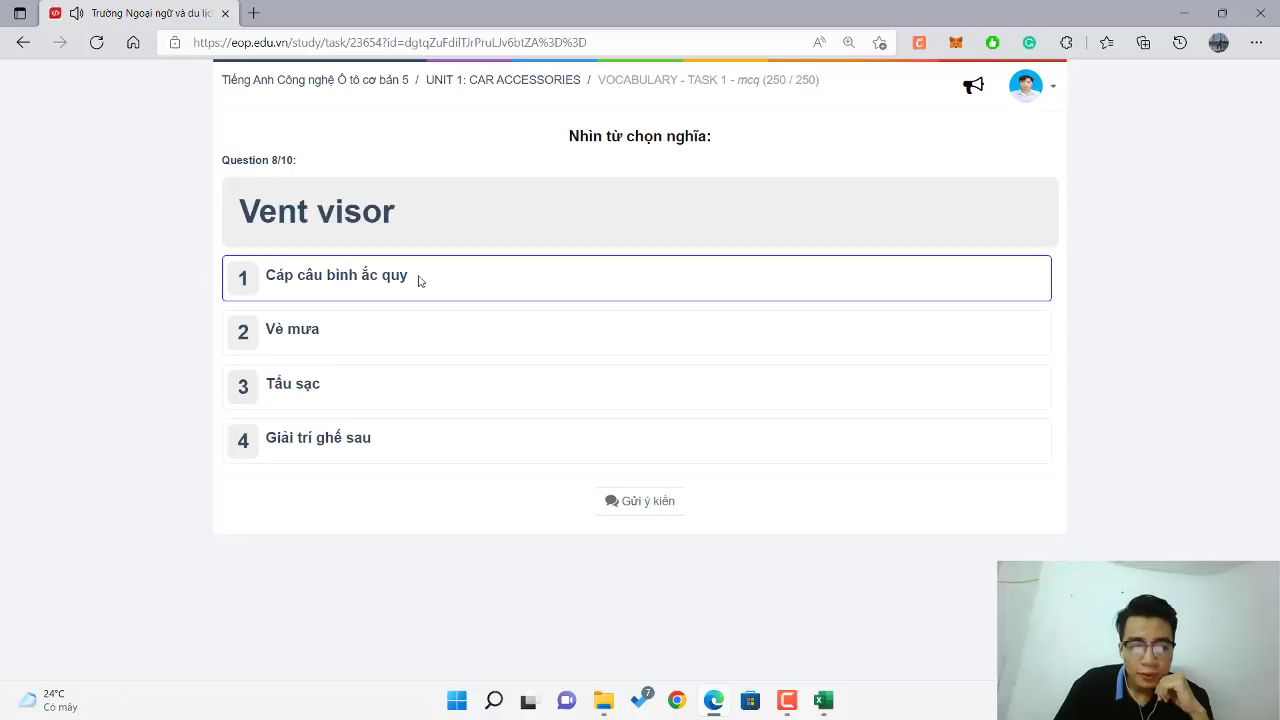 Trường Ngoại ngữ và du lịc
https://eop.edu.vn/study/task/23654?id=dgtqZuFdilTJrPruLJv6btZA%3D%3D
Tiếng Anh Công nghệ Ô tô cơ bản 5 / UNIT 1: CAR ACCESSORIES / VOCABULARY - TASK 1 - mcq (250 / 250)
Nhìn từ chọn nghĩa:
Question 8/10:
Vent visor
1 Cáp câu bình ắc quy
2 Vè mưa
3 Tẩu sạc
4 Giải trí ghế sau
Gửi ý kiến
24°C
Có mây
7